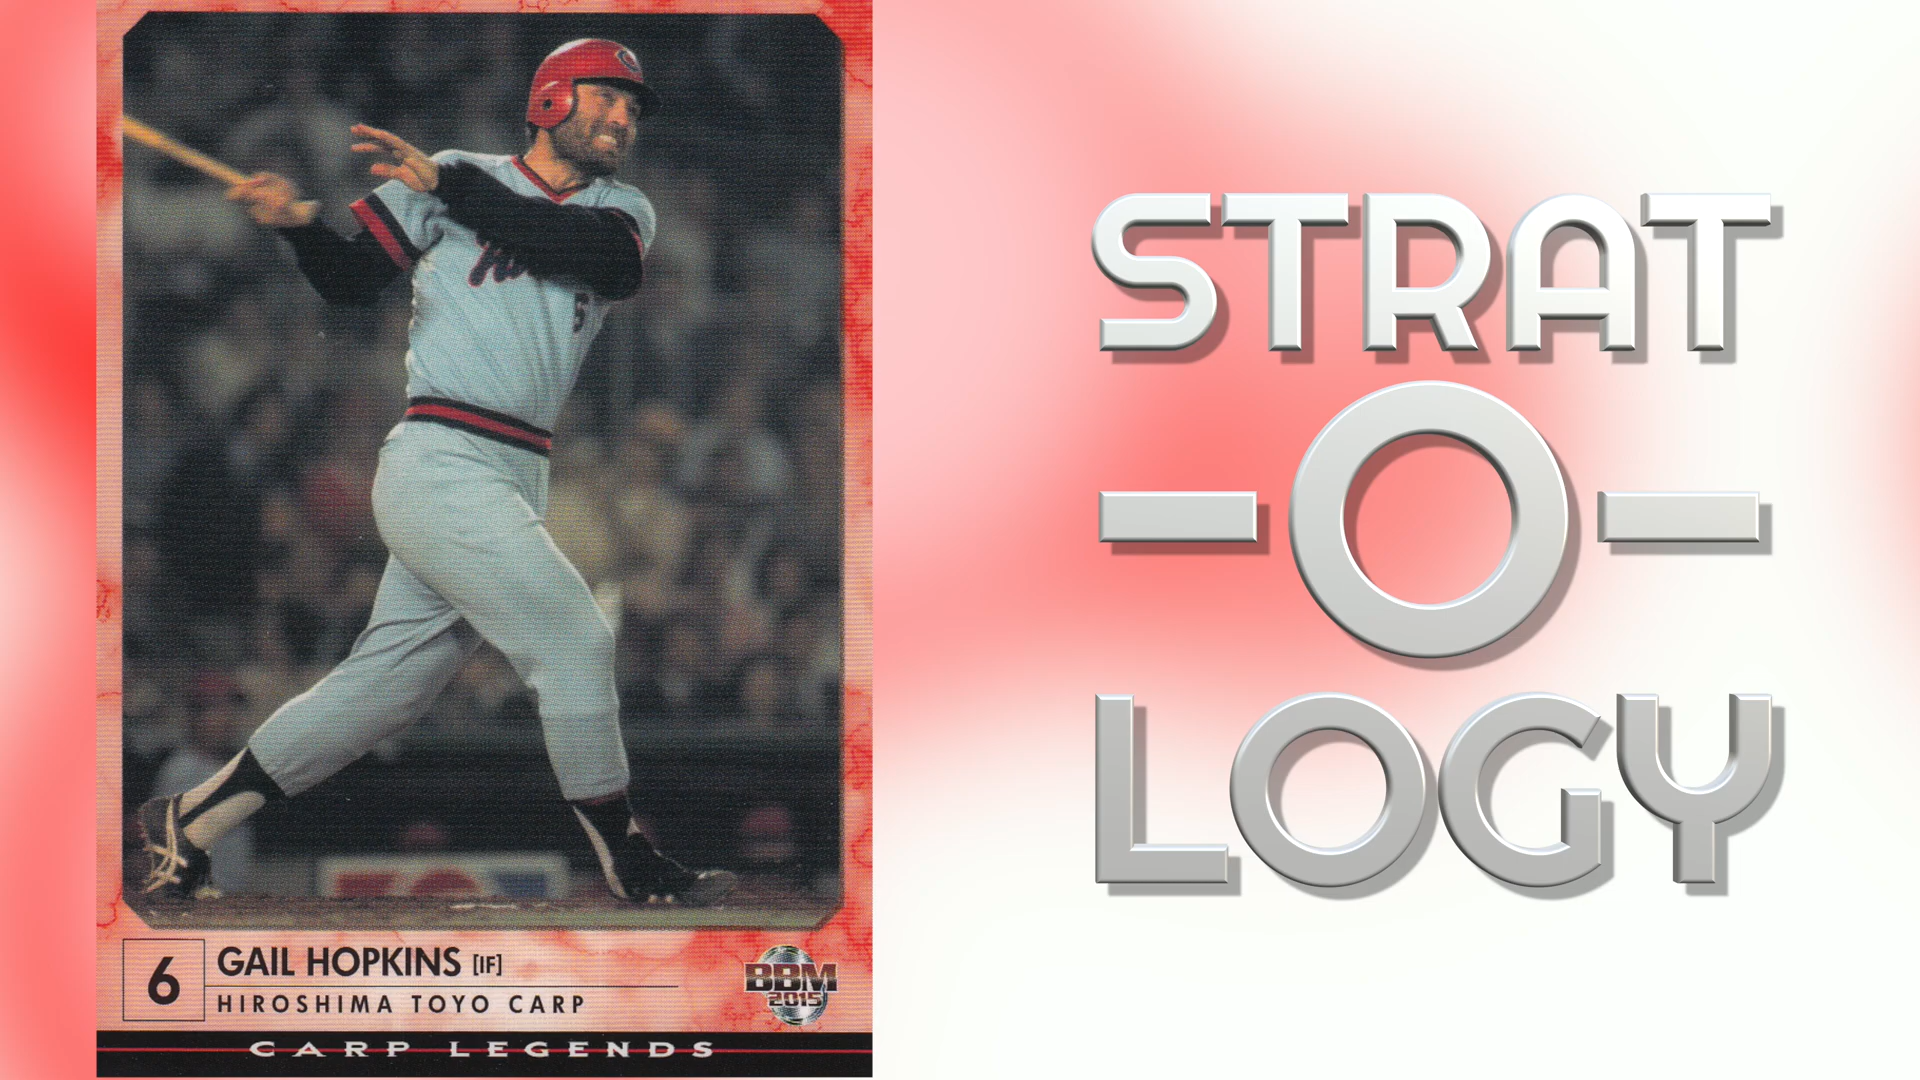 6
GAIL HOPKINS [IF]
HIROSHIMA TOYO CARP
BBM
2015
CARP LEGENDS
STRAT
-O-
LOGY